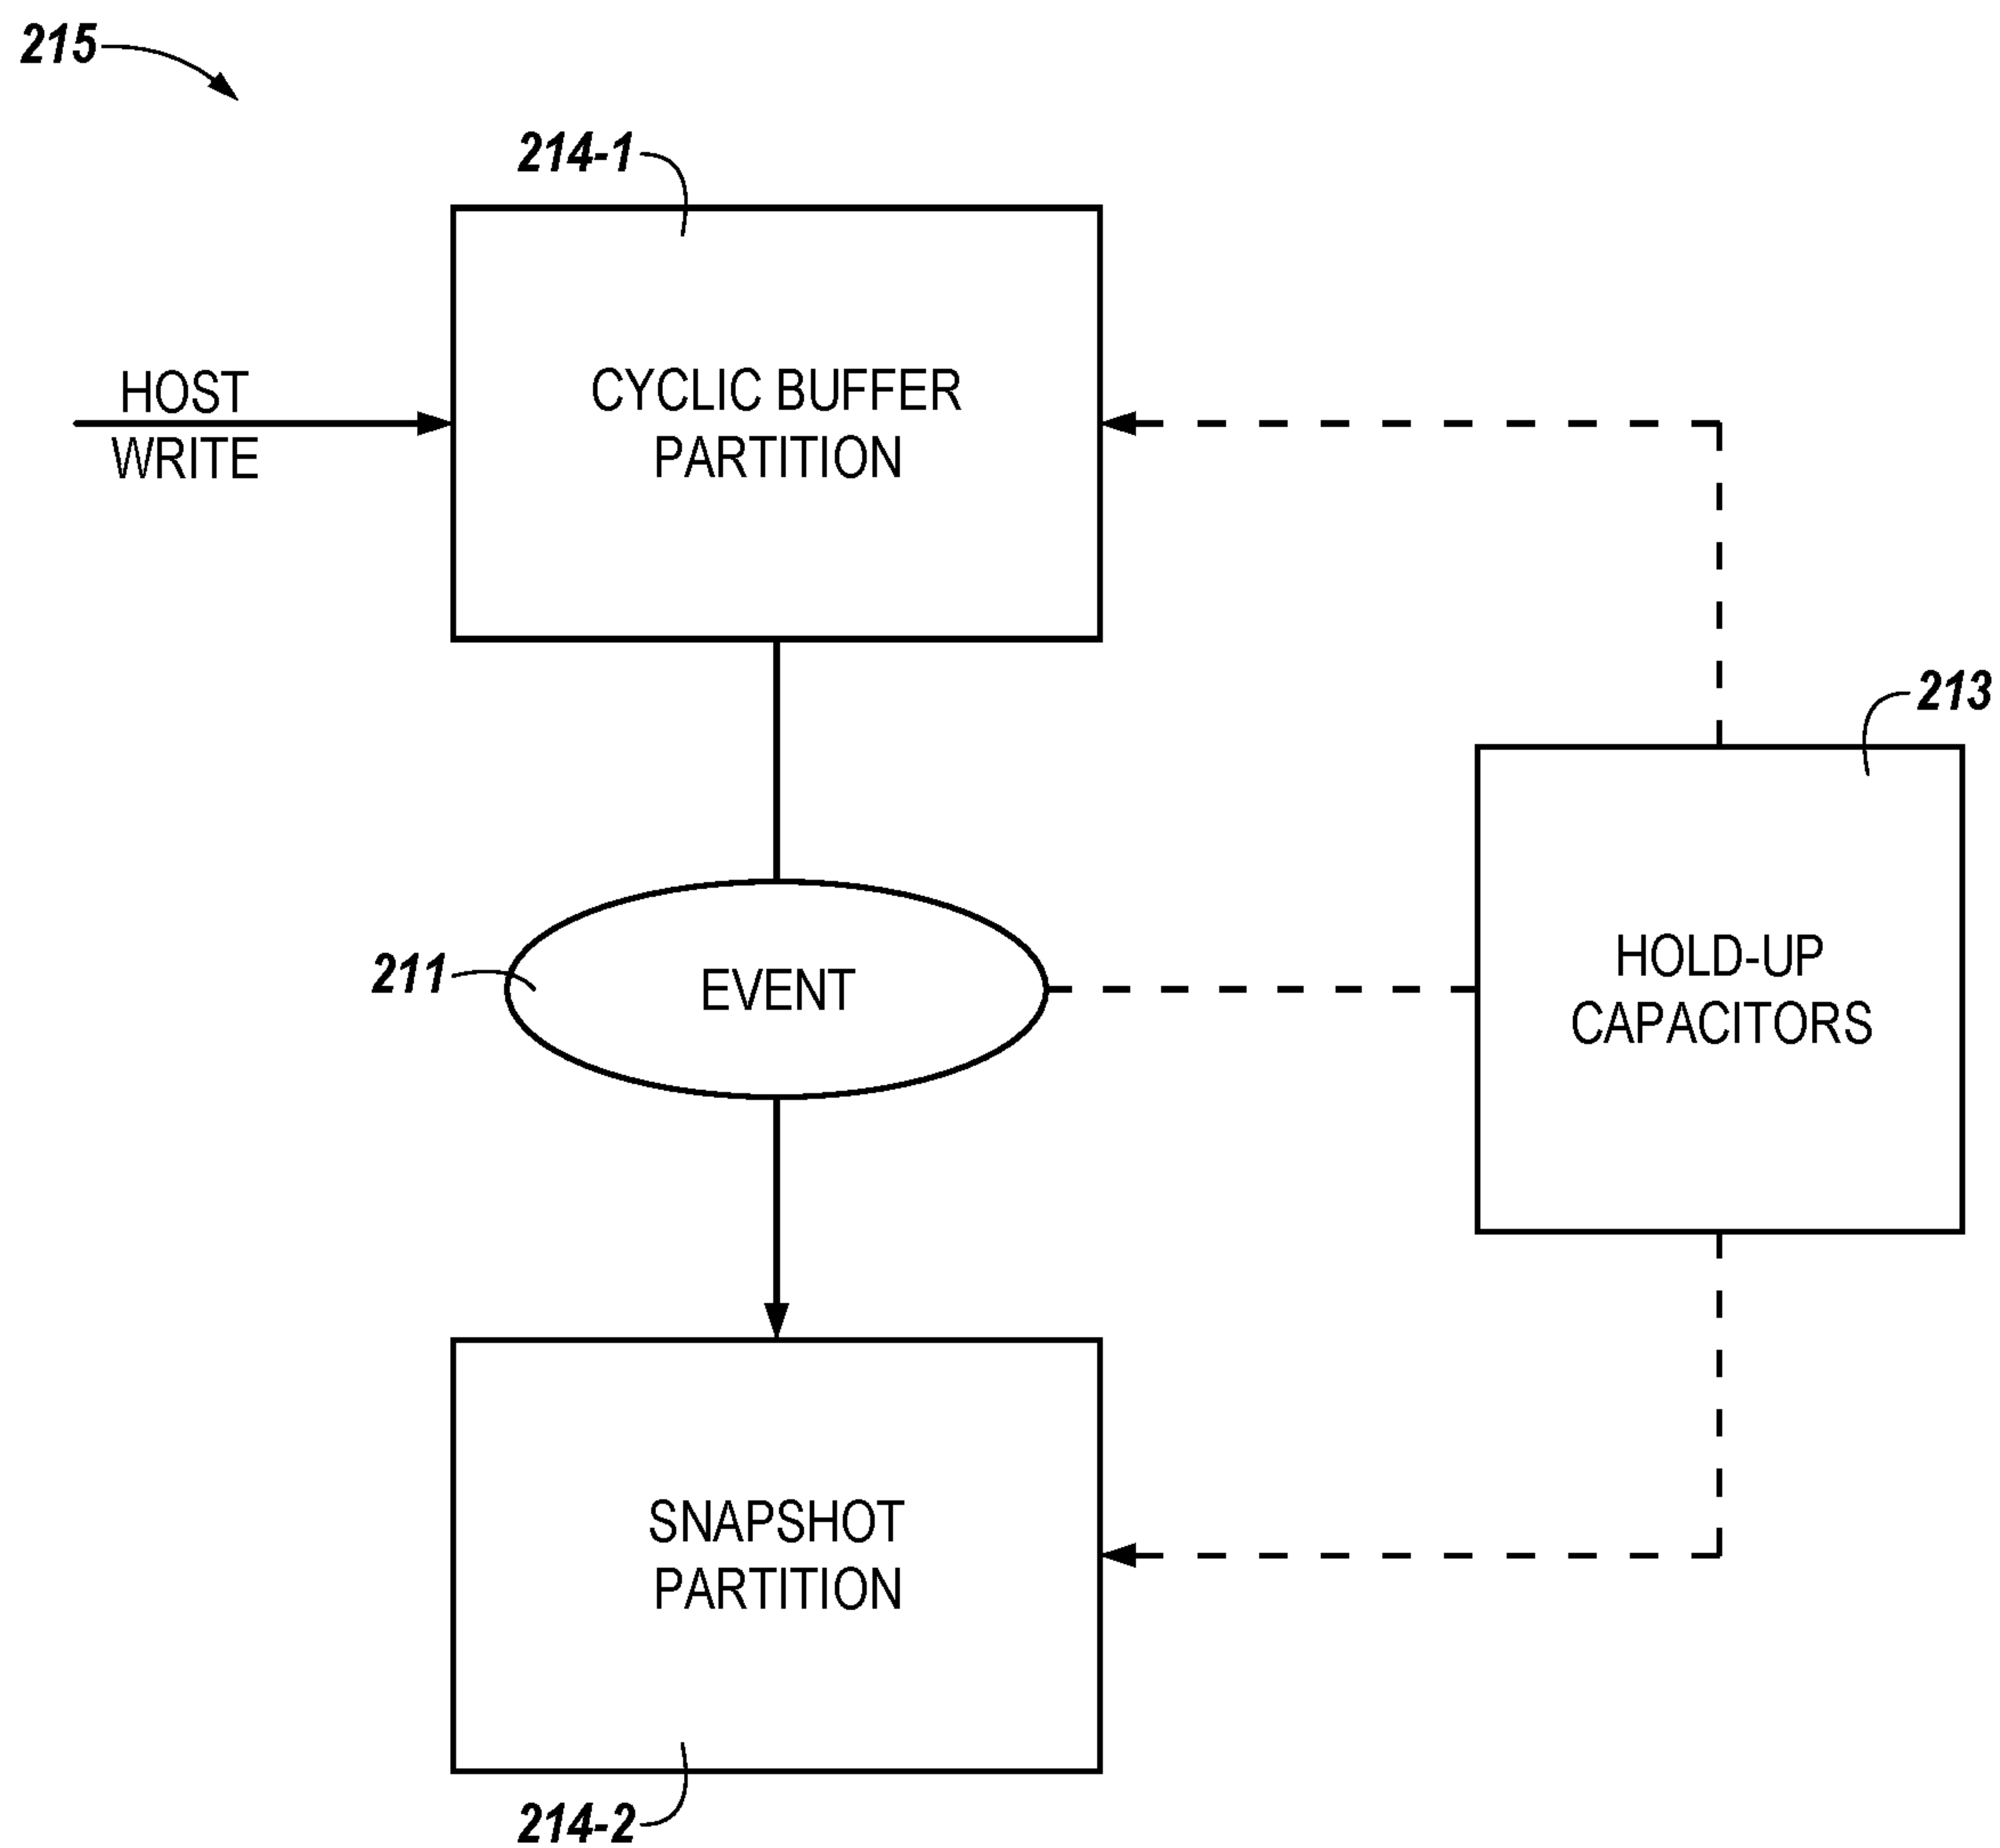 215
214-1
HOST
WRITE
CYCLIC BUFFER
PARTITION
213
211
EVENT
HOLD-UP
CAPACITORS
SNAPSHOT
PARTITION
214-2